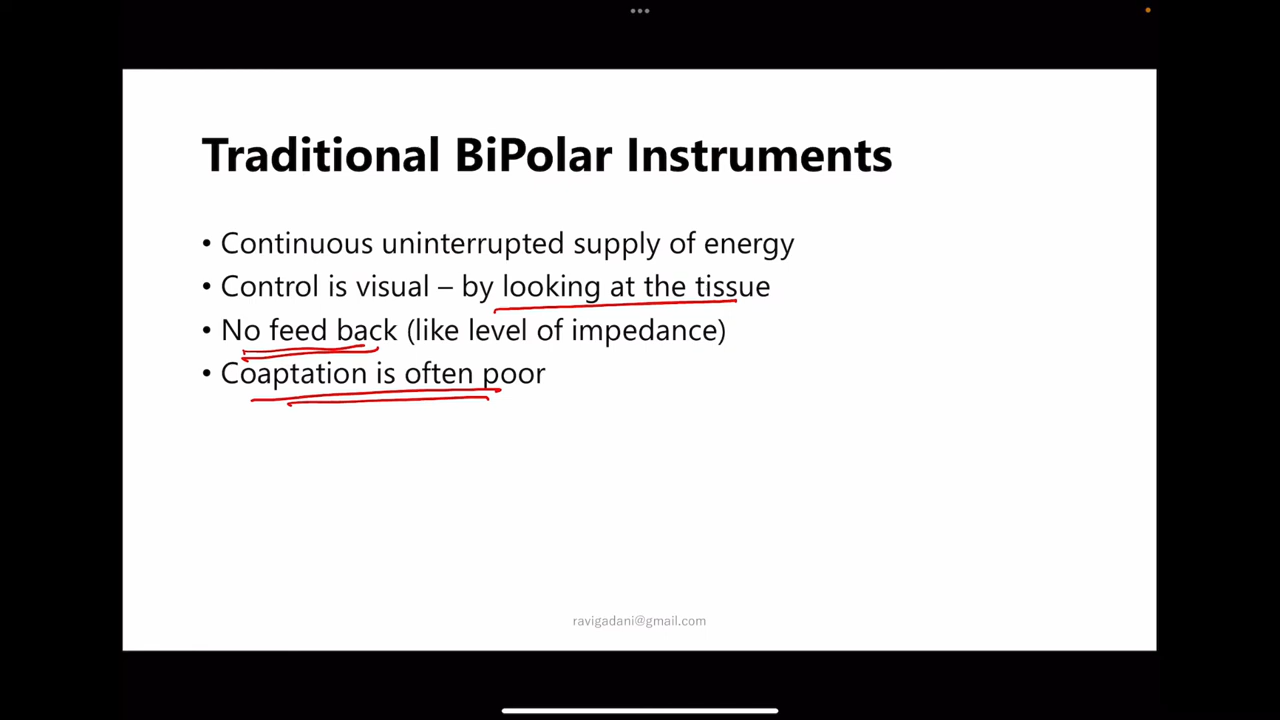 Traditional BiPolar Instruments
• Continuous uninterrupted supply of energy
• Control is visual – by looking at the tissue
• No feed back (like level of impedance)
• Coaptation is often poor
ravigadani@gmail.com